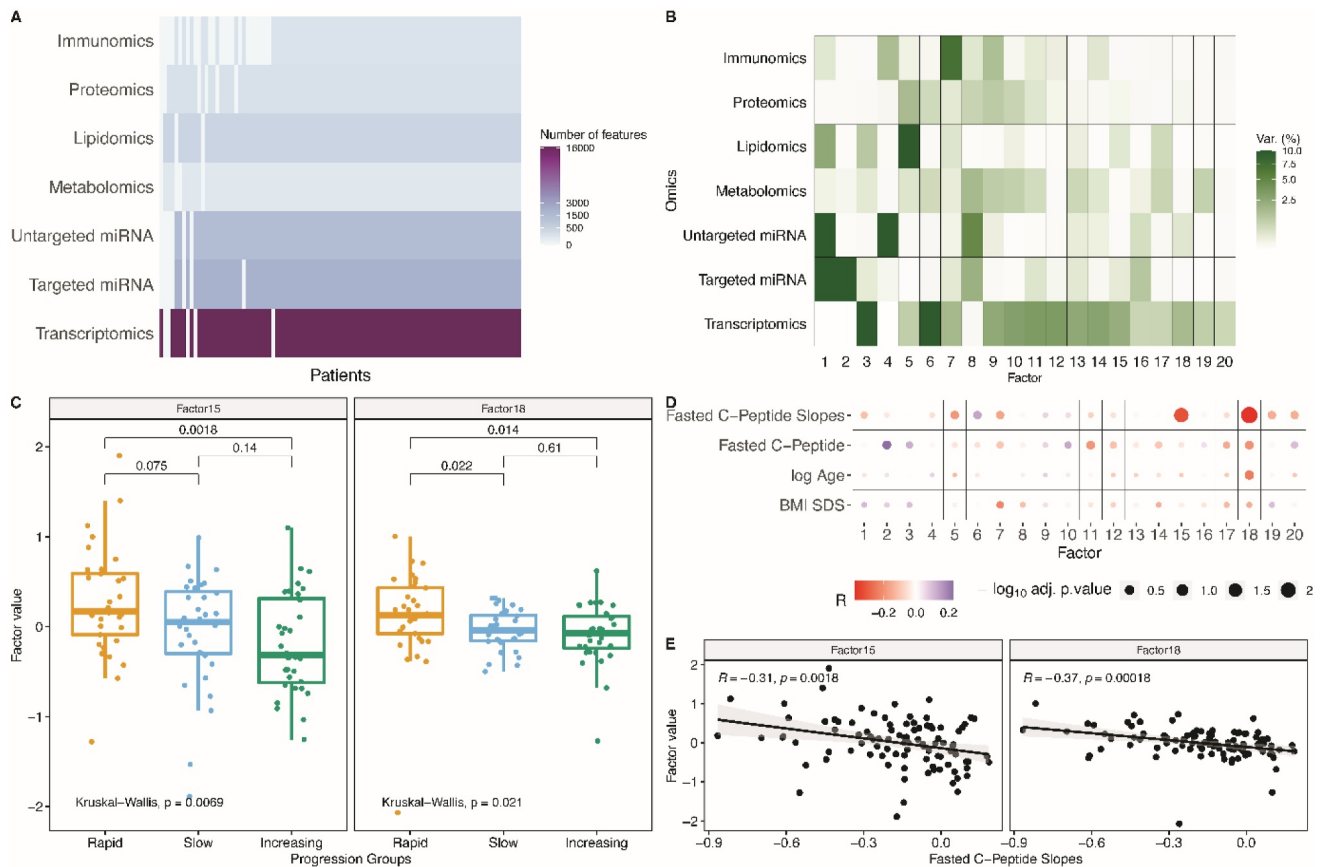 A
Immunomics
Proteomics
Lipidomics
Metabolomics
Untargeted miRNA
Targeted miRNA
Transcriptomics
Patients
Number of features
16000
3000
1500
500
0
B
Omics
Immunomics
Proteomics
Lipidomics
Metabolomics
Untargeted miRNA
Targeted miRNA
Transcriptomics
1 2 3 4 5 6 7 8 9 10 11 12 13 14 15 16 17 18 19 20
Factor
Var. (%)
10.0
7.5
5.0
2.5
C
Factor15 Factor18
0.0018 0.014
0.14 0.61
0.075 0.022
Factor value
2
1
0
−1
−2
Kruskal−Wallis, p = 0.0069 Kruskal−Wallis, p = 0.021
Rapid Slow Increasing Rapid Slow Increasing
Progression Groups
D
Fasted C−Peptide Slopes
Fasted C−Peptide
log Age
BMI SDS
1 2 3 4 5 6 7 8 9 10 11 12 13 14 15 16 17 18 19 20
Factor
R −0.2 0.0 0.2
− log10 adj. p.value 0.5 1.0 1.5 2
E
Factor15 Factor18
R = −0.31, p = 0.0018 R = −0.37, p = 0.00018
Factor value
2
1
0
−1
−2
−0.9 −0.6 −0.3 0.0 −0.9 −0.6 −0.3 0.0
Fasted C−Peptide Slopes